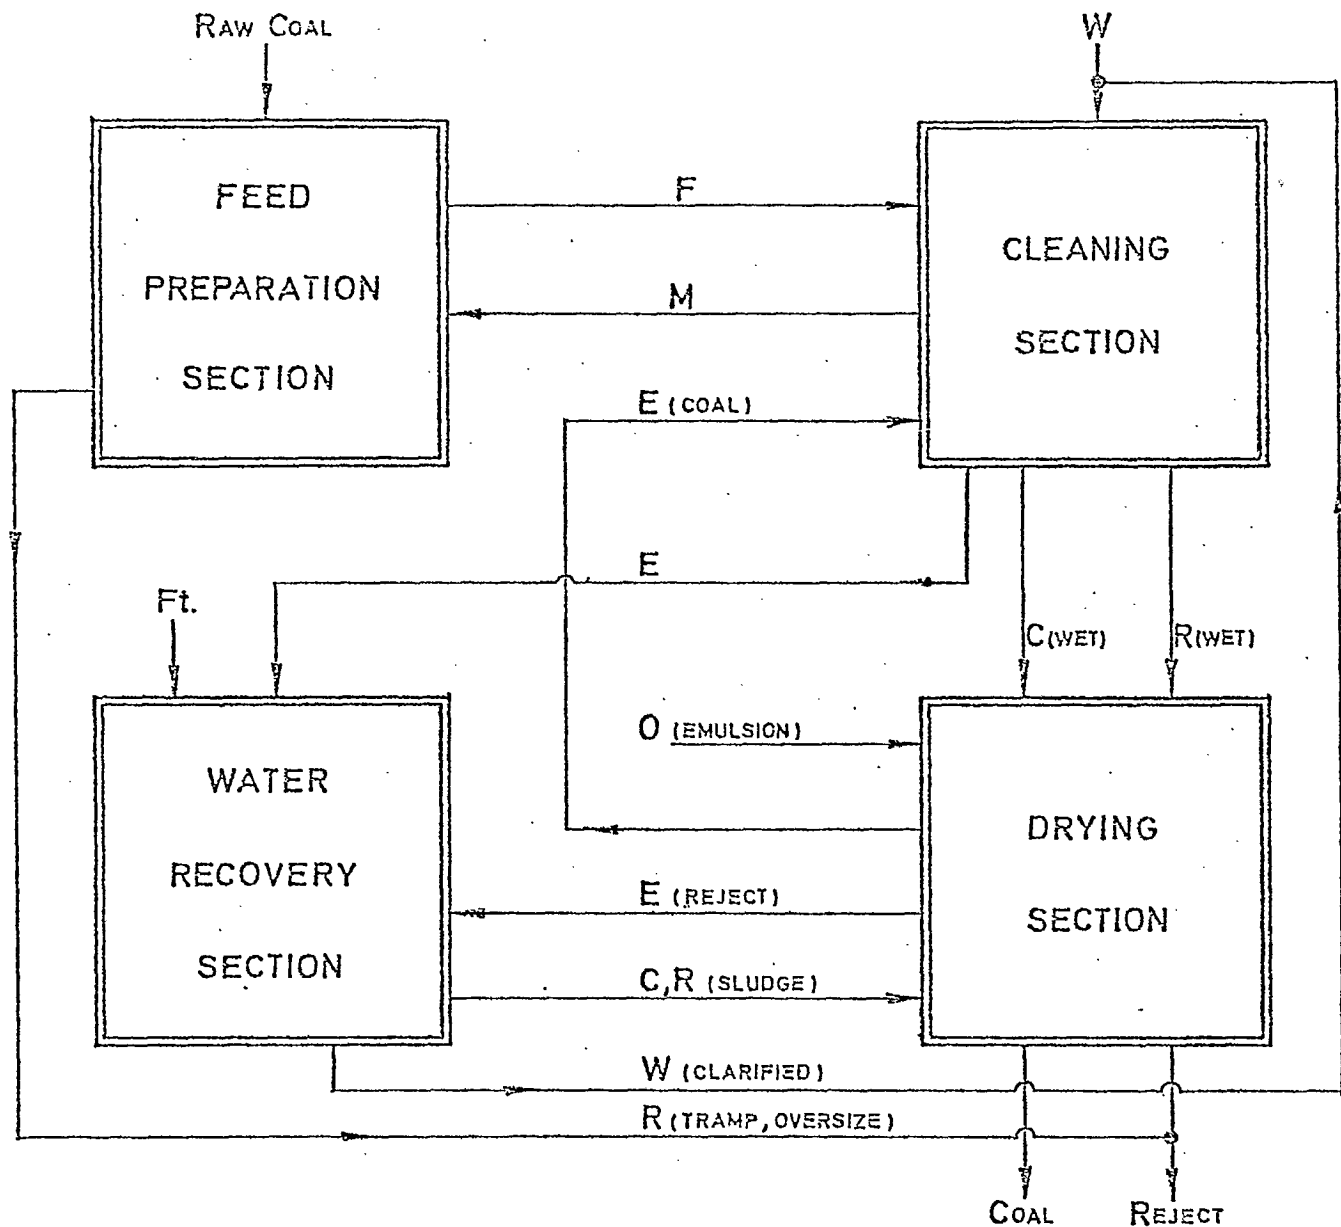 RAW COAL
W
FEED
PREPARATION
SECTION
F
M
E (COAL)
CLEANING
SECTION
E
Ft.
C(WET)
R(WET)
WATER
RECOVERY
SECTION
O (EMULSION)
E (REJECT)
C,R (SLUDGE)
DRYING
SECTION
W (CLARIFIED)
R (TRAMP, OVERSIZE)
COAL
REJECT